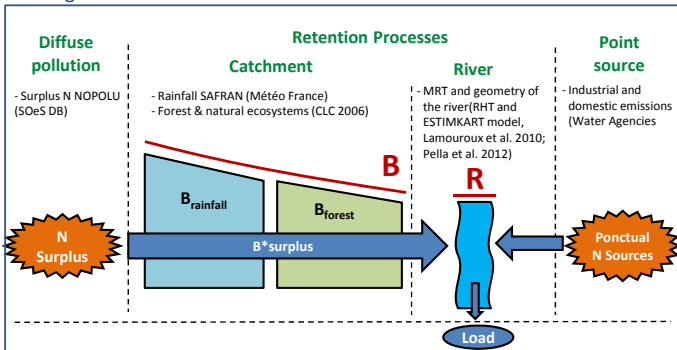 Diffuse
pollution
Retention Processes
Point
source
Catchment
River
- Surplus N NOPOLU
(SOeS DB)
- Rainfall SAFRAN (Météo France)
- Forest & natural ecosystems (CLC 2006)
- MRT and geometry of
the river(RHT and
ESTIMKART model,
Lamouroux et al. 2010;
Pella et al. 2012)
- Industrial and
domestic emissions
(Water Agencies
B
R
Brainfall
Bforest
N
Surplus
B*surplus
Ponctual
N Sources
Load